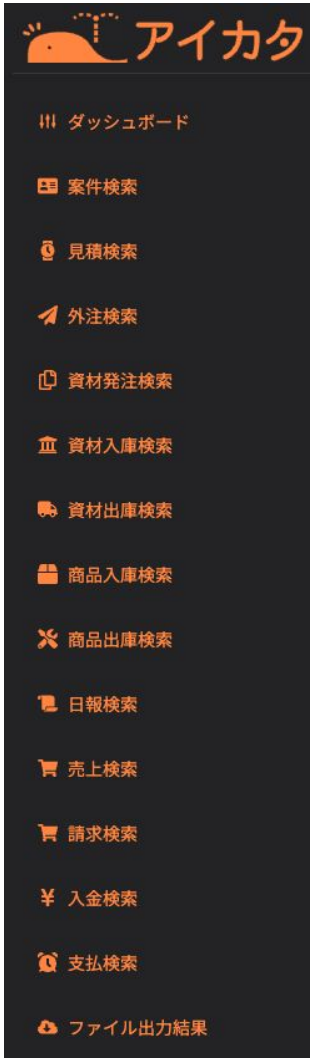 アイカタ
ダッシュボード
案件検索
見積検索
外注検索
資材発注検索
資材入庫検索
資材出庫検索
商品入庫検索
商品出庫検索
日報検索
売上検索
請求検索
入金検索
支払検索
ファイル出力結果